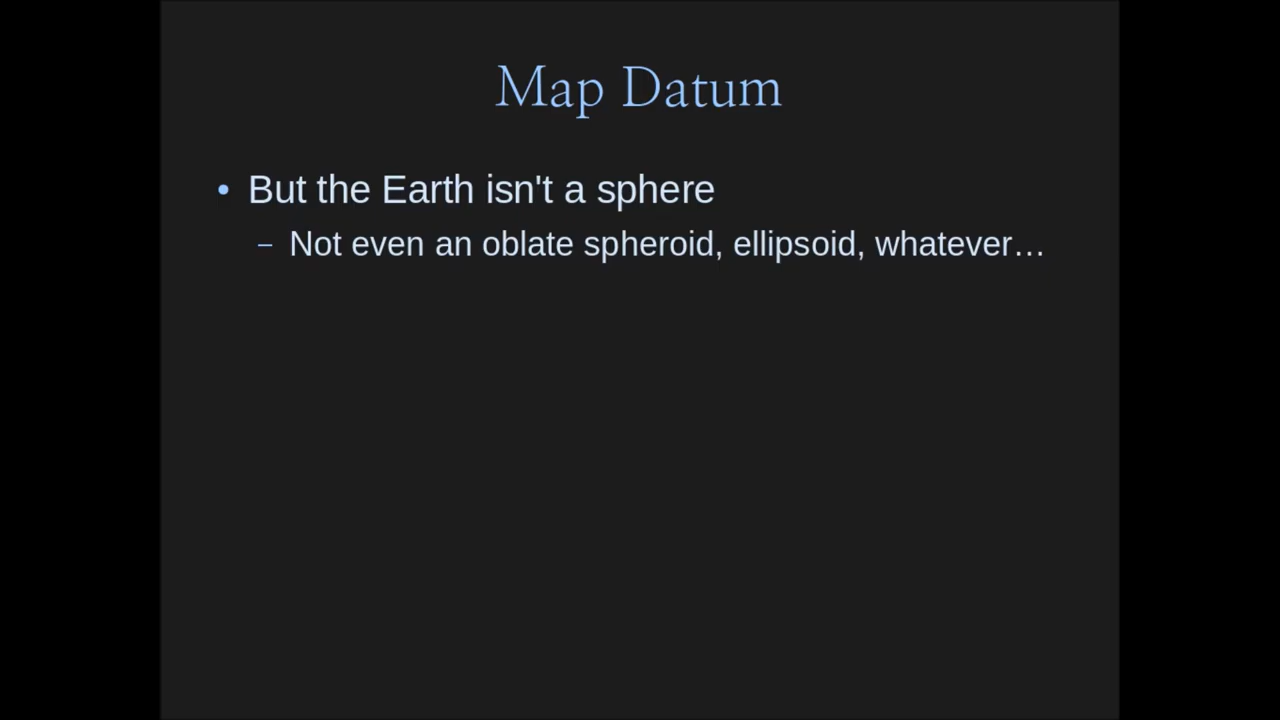 Map Datum
• But the Earth isn't a sphere
– Not even an oblate spheroid, ellipsoid, whatever…